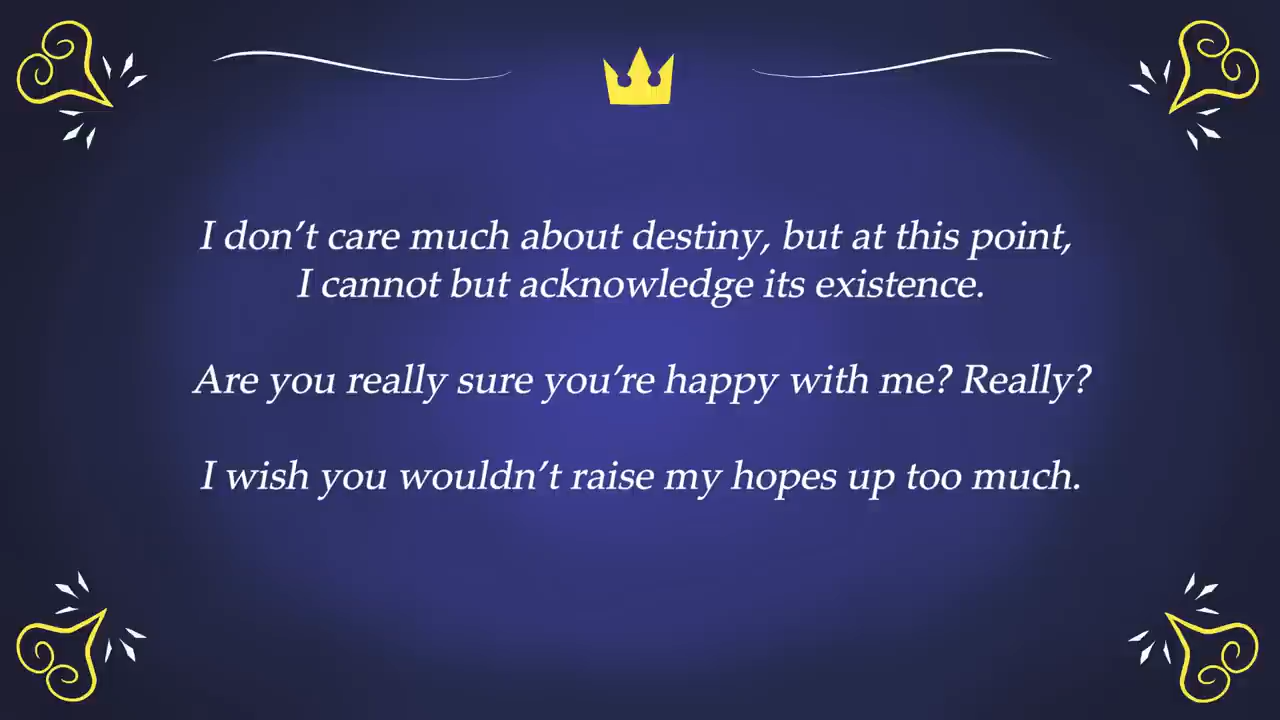 I don’t care much about destiny, but at this point,
I cannot but acknowledge its existence.
Are you really sure you’re happy with me? Really?
I wish you wouldn’t raise my hopes up too much.